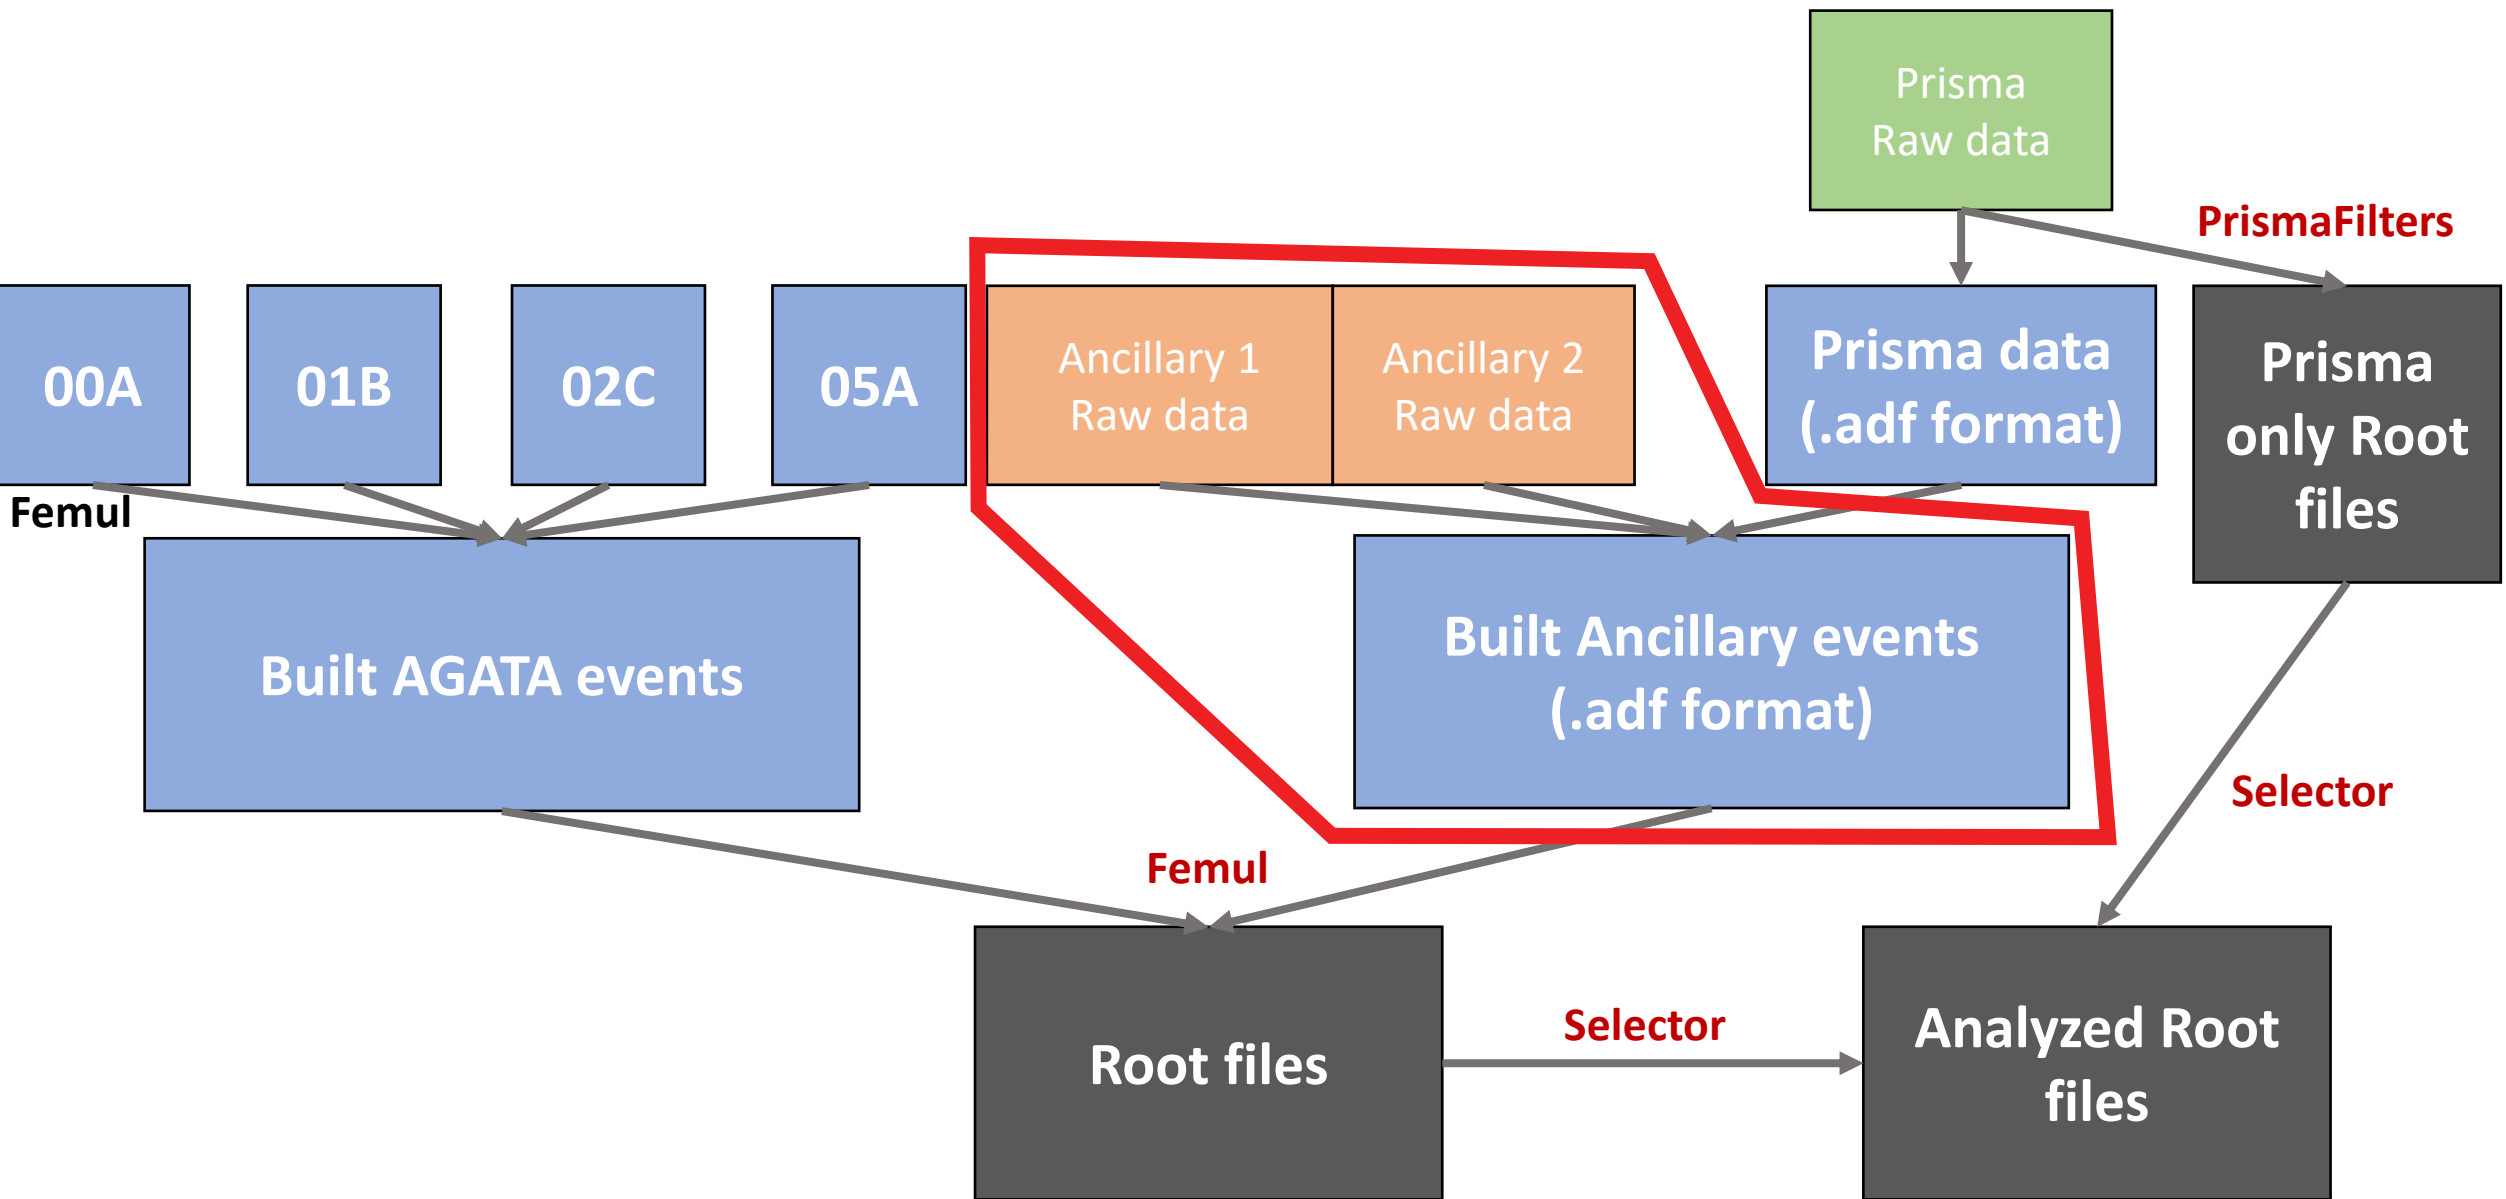 Prisma
Raw data
PrismaFilters
00A
01B
02C
05A
Ancillary 1
Raw data
Ancillary 2
Raw data
Prisma data
(.adf format)
Prisma
only Root
files
Femul
Built AGATA events
Built Ancillary events
(.adf format)
Selector
Femul
Root files
Selector
Analyzed Root
files